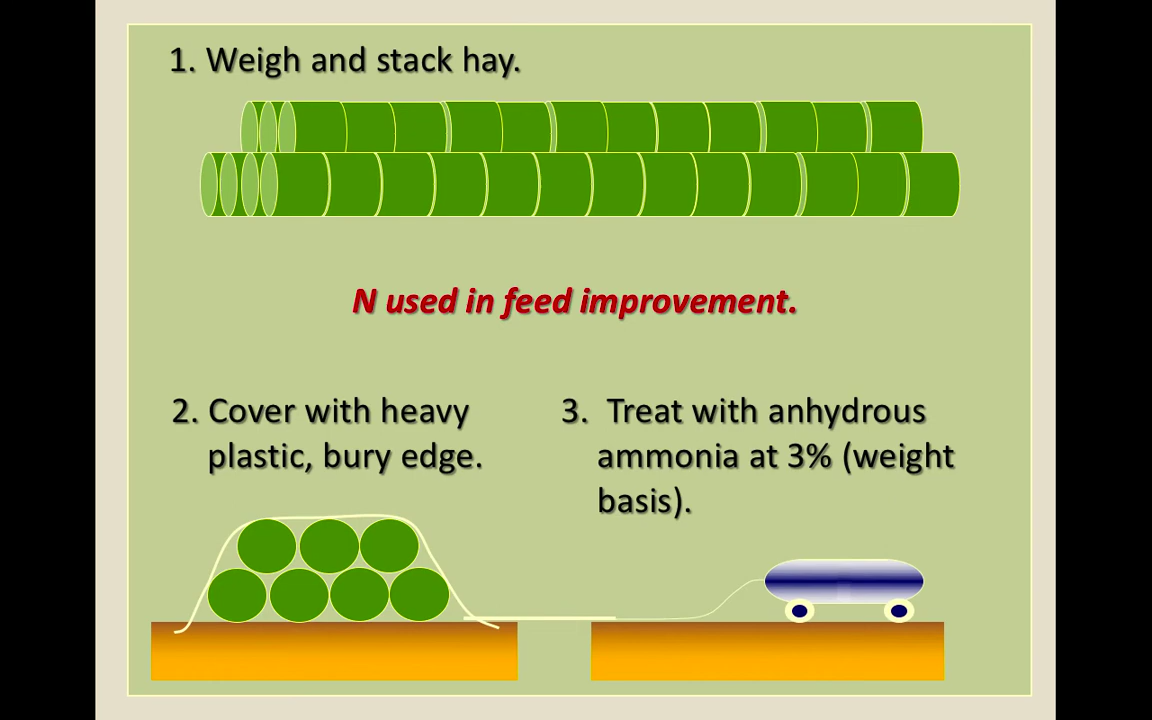 1. Weigh and stack hay.
N used in feed improvement.
2. Cover with heavy
plastic, bury edge.
3. Treat with anhydrous
ammonia at 3% (weight
basis).